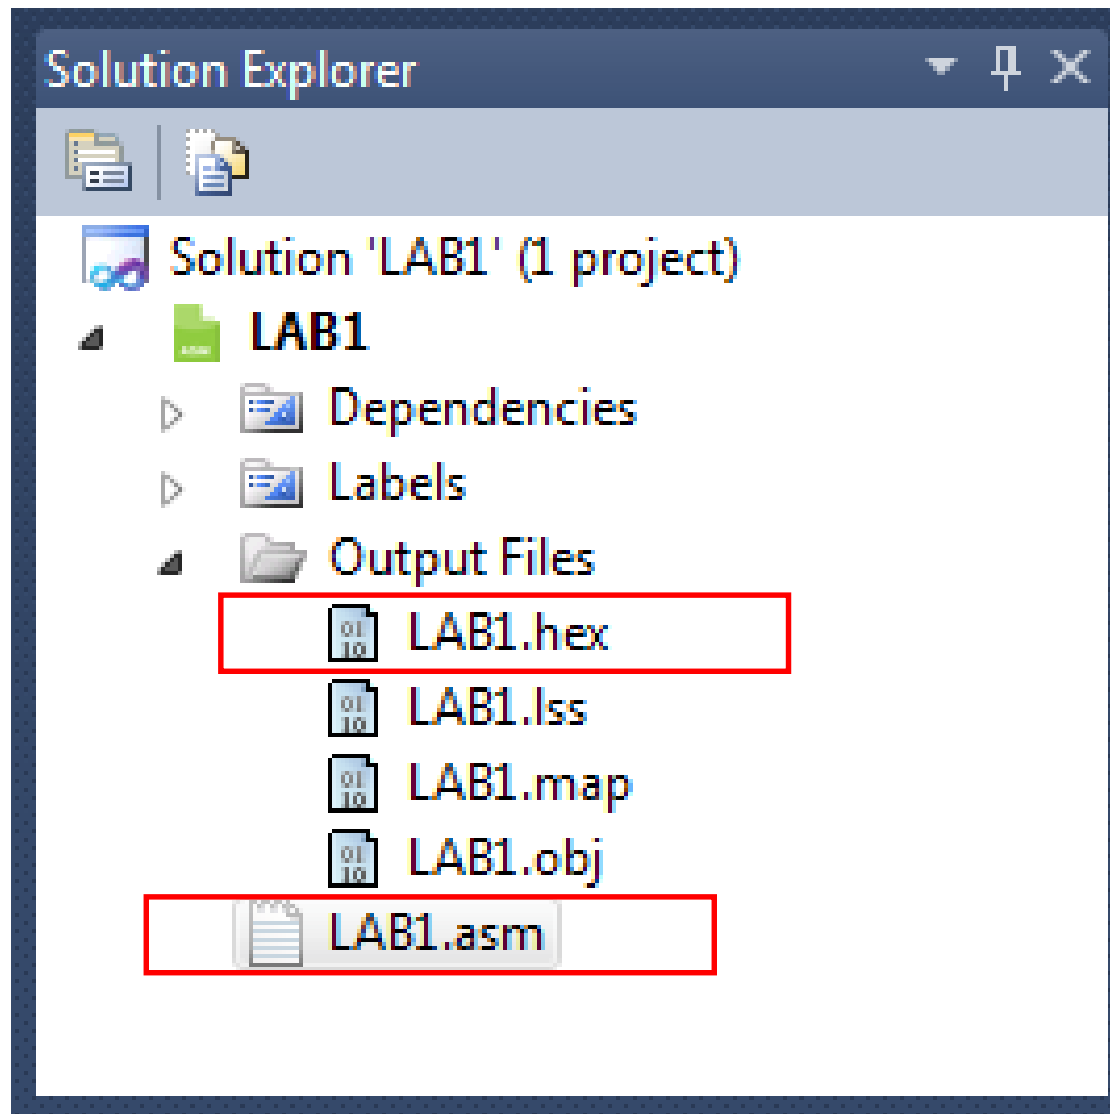 Solution Explorer
Solution 'LAB1' (1 project)
LAB1
Dependencies
Labels
Output Files
LAB1.hex
LAB1.lss
LAB1.map
LAB1.obj
LAB1.asm